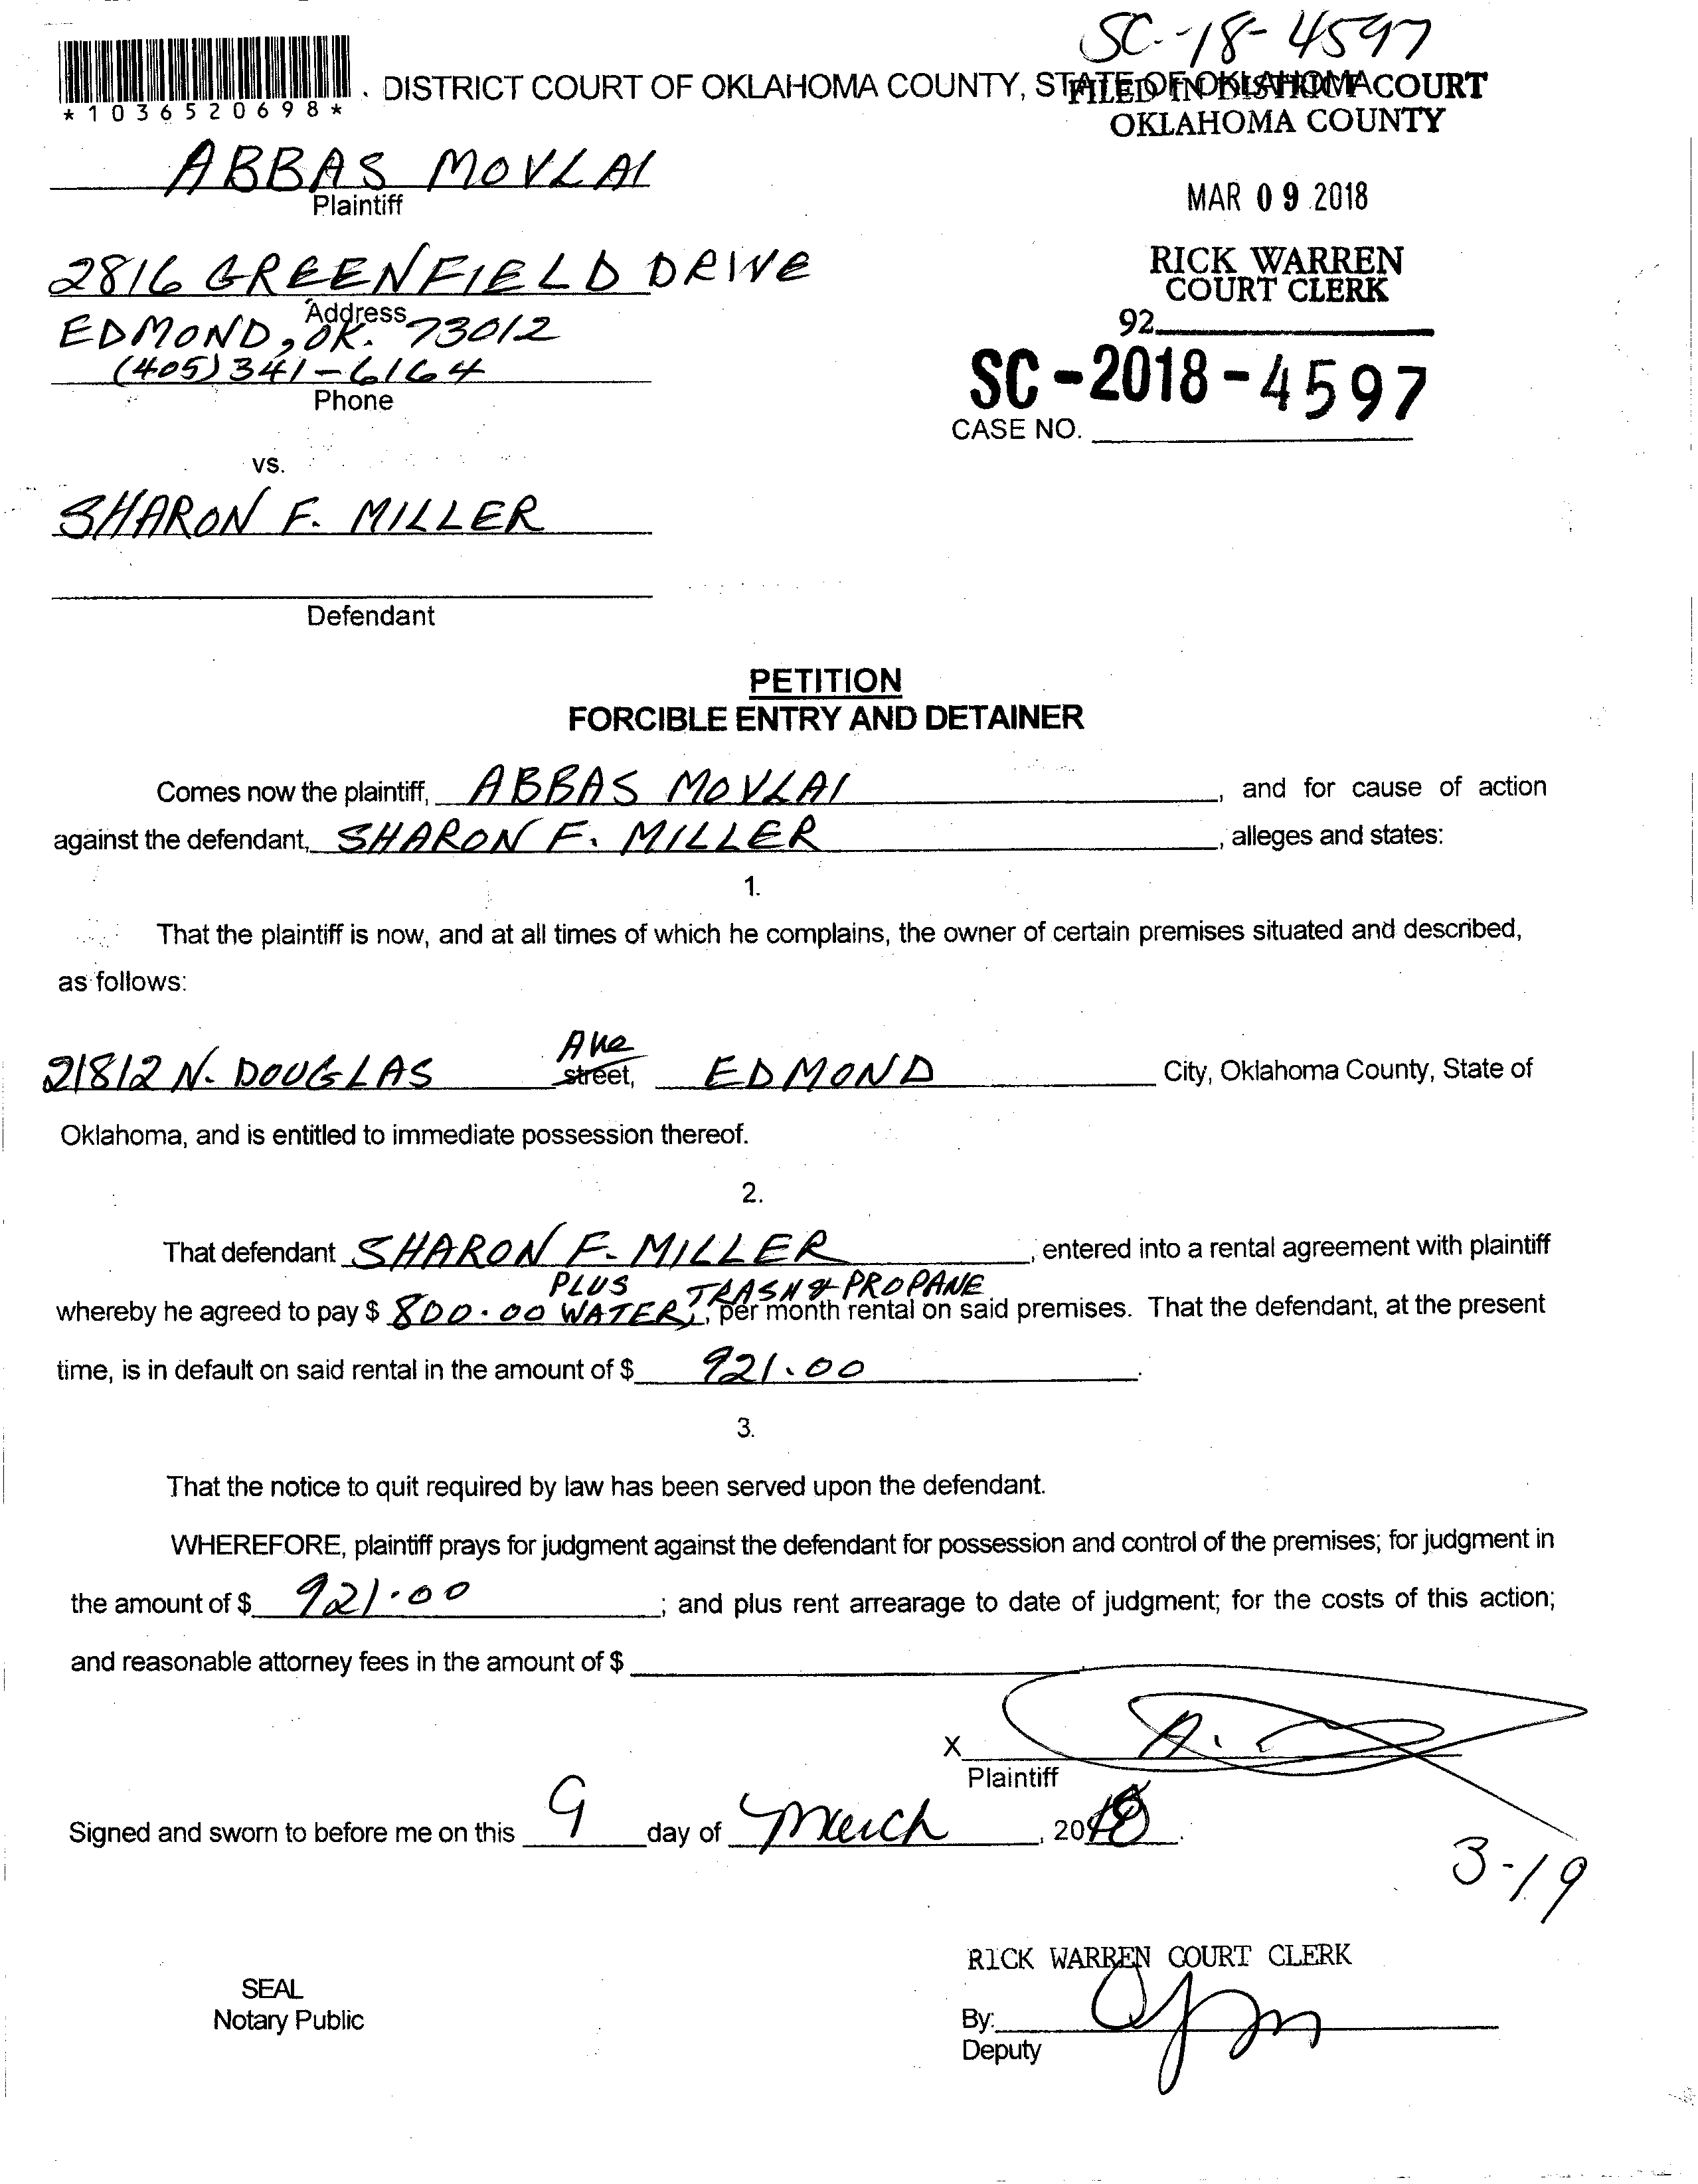 SC-18-4597
*1036520698*
. DISTRICT COURT OF OKLAHOMA COUNTY, STATE OF OKLAHOMA
FILED IN DISTRICT COURT
OKLAHOMA COUNTY
ABBAS MOVLAI
Plaintiff
MAR 09 2018
2816 GREENFIELD DRIVE
Address
RICK WARREN
COURT CLERK
EDMOND, OK. 73012
92
(405) 341-6164
Phone
SC-2018-4597
CASE NO.
vs.
SHARON F. MILLER
Defendant
PETITION
FORCIBLE ENTRY AND DETAINER
Comes now the plaintiff, ABBAS MOVLAI, and for cause of action
against the defendant, SHARON F. MILLER, alleges and states:
1.
That the plaintiff is now, and at all times of which he complains, the owner of certain premises situated and described,
as follows:
Ave
21812 N. DOUGLAS street, EDMOND City, Oklahoma County, State of
Oklahoma, and is entitled to immediate possession thereof.
2.
That defendant SHARON F. MILLER, entered into a rental agreement with plaintiff
PLUS TRASH & PROPANE
whereby he agreed to pay $ 800.00 WATER, per month rental on said premises. That the defendant, at the present
time, is in default on said rental in the amount of $ 921.00.
3.
That the notice to quit required by law has been served upon the defendant.
WHEREFORE, plaintiff prays for judgment against the defendant for possession and control of the premises; for judgment in
the amount of $ 921.00; and plus rent arrearage to date of judgment; for the costs of this action;
and reasonable attorney fees in the amount of $
X
Plaintiff
Signed and sworn to before me on this 9 day of March, 2018.
3-19
RICK WARREN COURT CLERK
SEAL
Notary Public
By:
Deputy